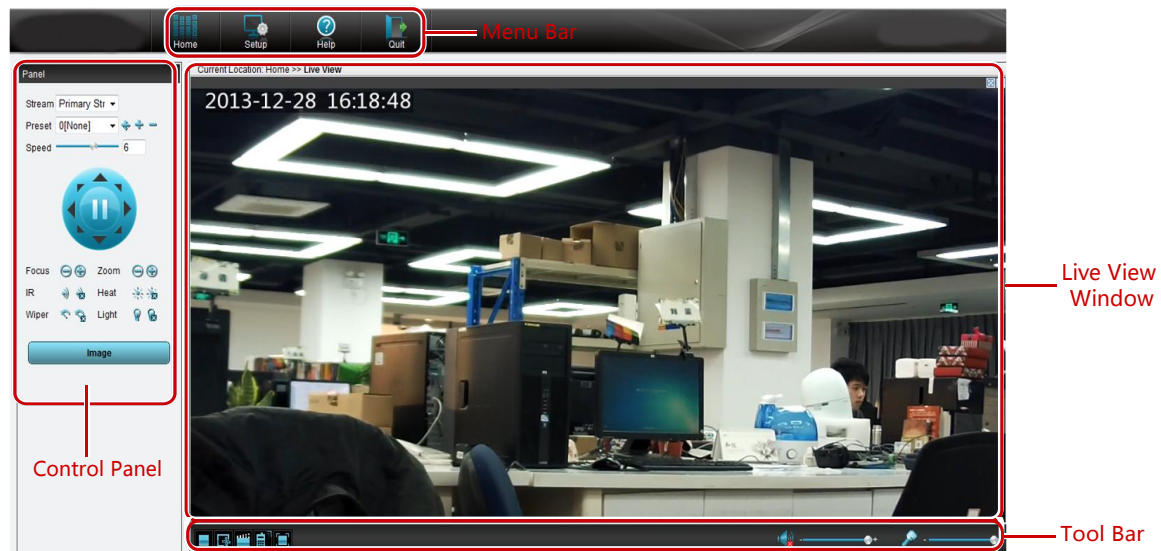 Home Setup Help Quit
Menu Bar
Panel
Current Location: Home >> Live View
Stream Primary Str
Preset 0[None]
Speed 6
2013-12-28 16:18:48
Focus Zoom
IR Heat
Wiper Light
Image
Control Panel
Live View
Window
Tool Bar